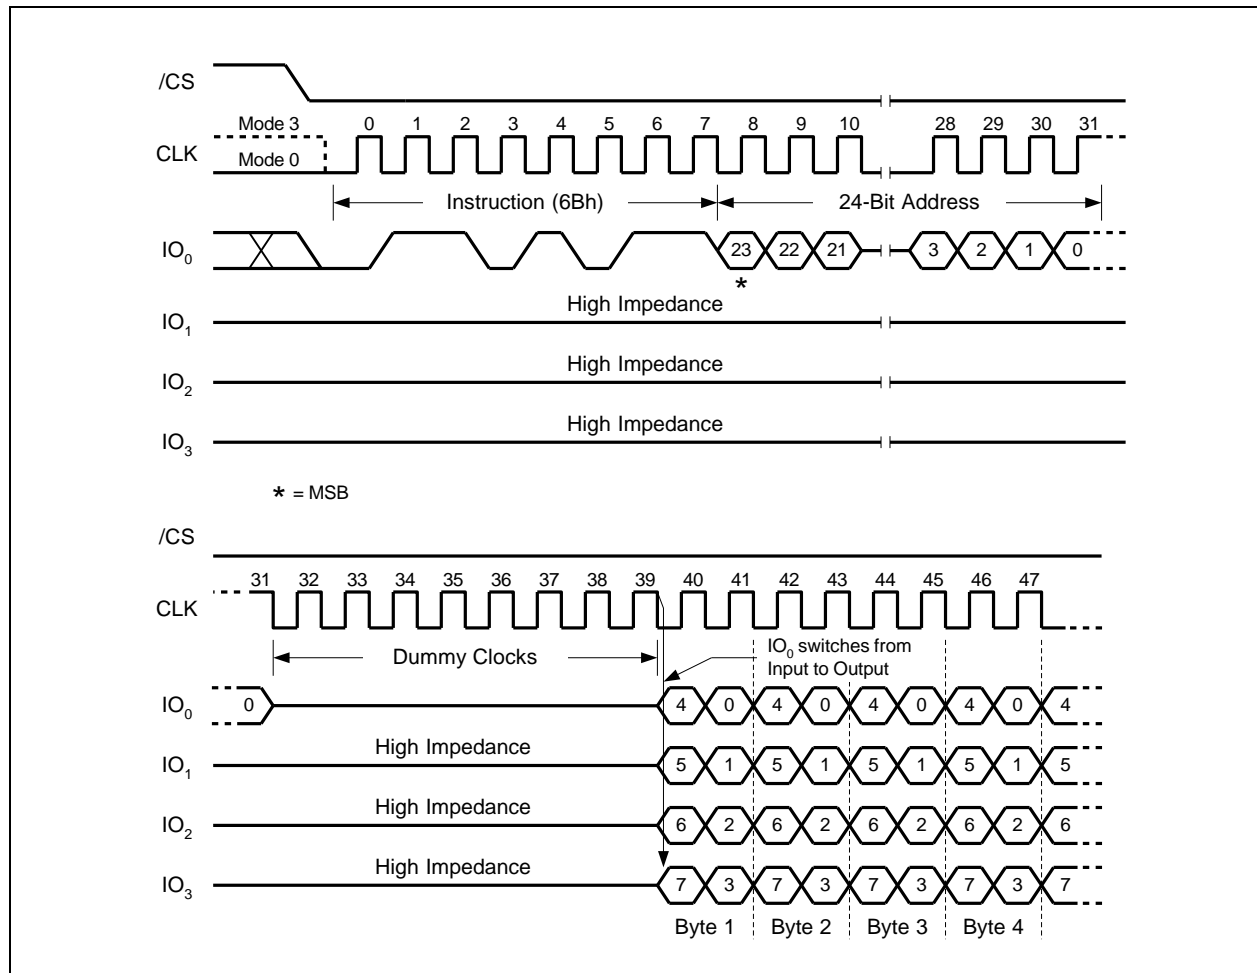 /CS
Mode 3 0 1 2 3 4 5 6 7 8 9 10 28 29 30 31
CLK
Mode 0
Instruction (6Bh) 24-Bit Address
IO0 23 22 21 3 2 1 0
*
High Impedance
IO1
High Impedance
IO2
High Impedance
IO3
* = MSB
/CS
31 32 33 34 35 36 37 38 39 40 41 42 43 44 45 46 47
CLK
Dummy Clocks
IO0 switches from
Input to Output
IO0 0 4 0 4 0 4 0 4 0 4
High Impedance
IO1 5 1 5 1 5 1 5 1 5
High Impedance
IO2 6 2 6 2 6 2 6 2 6
High Impedance
IO3 7 3 7 3 7 3 7 3 7
Byte 1 Byte 2 Byte 3 Byte 4